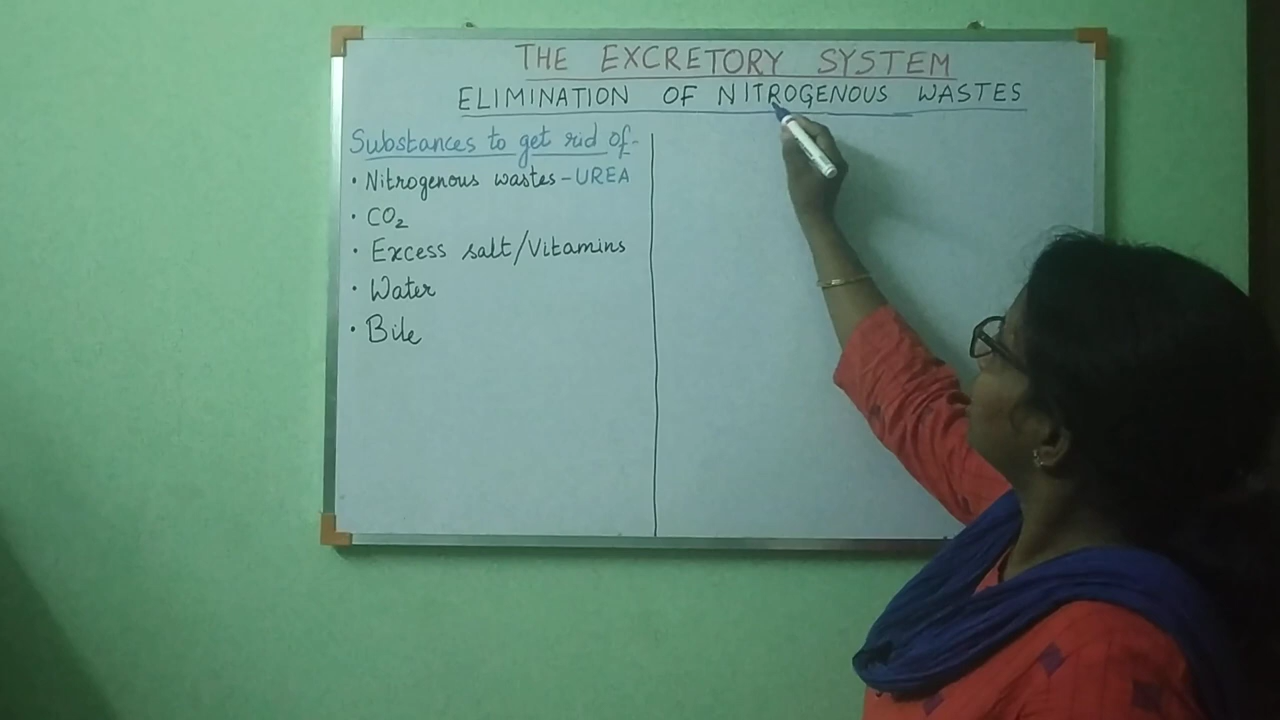 THE EXCRETORY SYSTEM
ELIMINATION OF NITROGENOUS WASTES
Substances to get rid of-
• Nitrogenous wastes - UREA
• CO₂
• Excess salt/Vitamins
• Water
• Bile